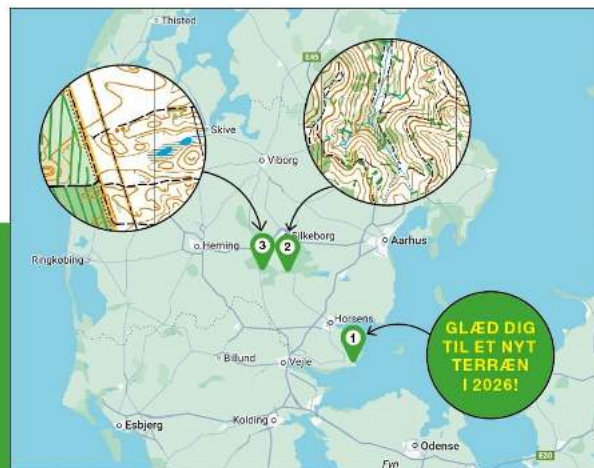 Thisted
E45
Skive
Viborg
Silkeborg
Herning
3
2
Aarhus
Ringkøbing
Horsens
1
GLÆD DIG
TIL ET NYT
TERRÆN
I 2026!
Billund
Vejle
Esbjerg
Kolding
Odense
Fyn
E20